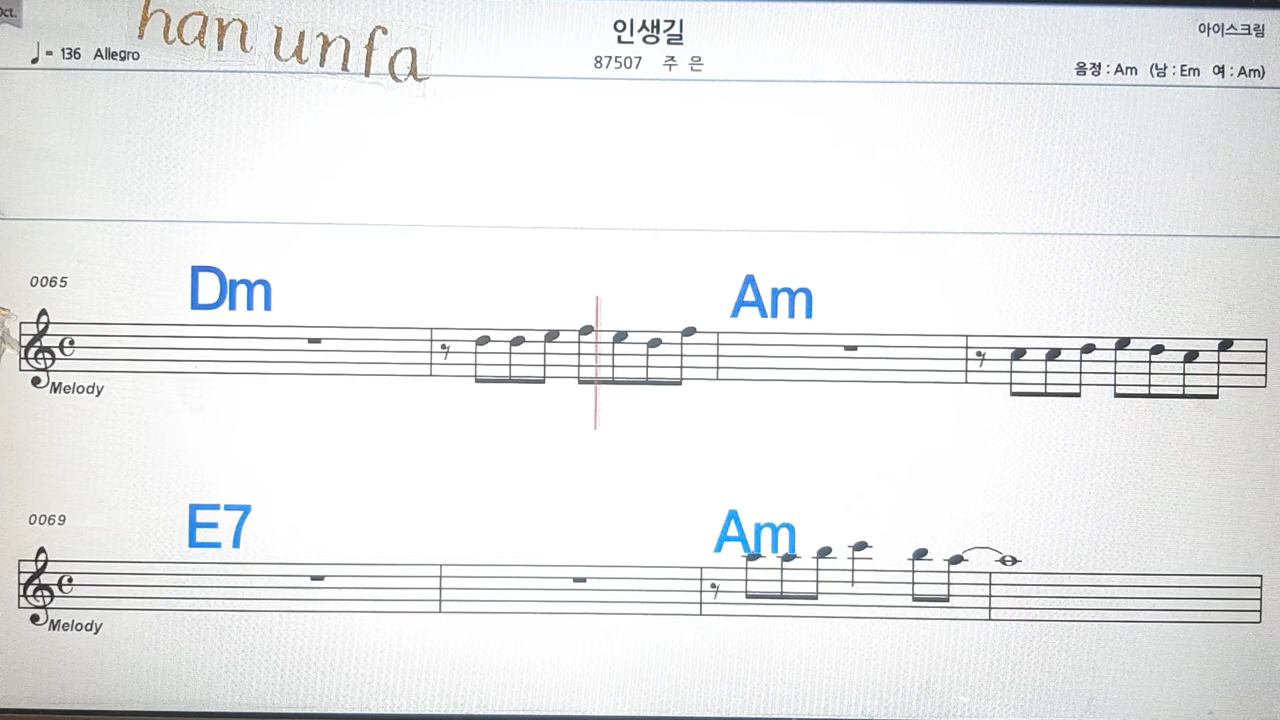 Oct.
han unfa
인생길
아이스크림
♩= 136 Allegro
87507 주 은
음정 : Am (남 : Em 여 : Am)
0065
Dm
Am
Melody
0069
E7
Am
Melody